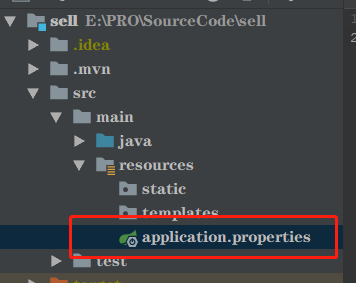 sell E:\PRO\SourceCode\sell
.idea
.mvn
src
main
java
resources
static
templates
application.properties
test